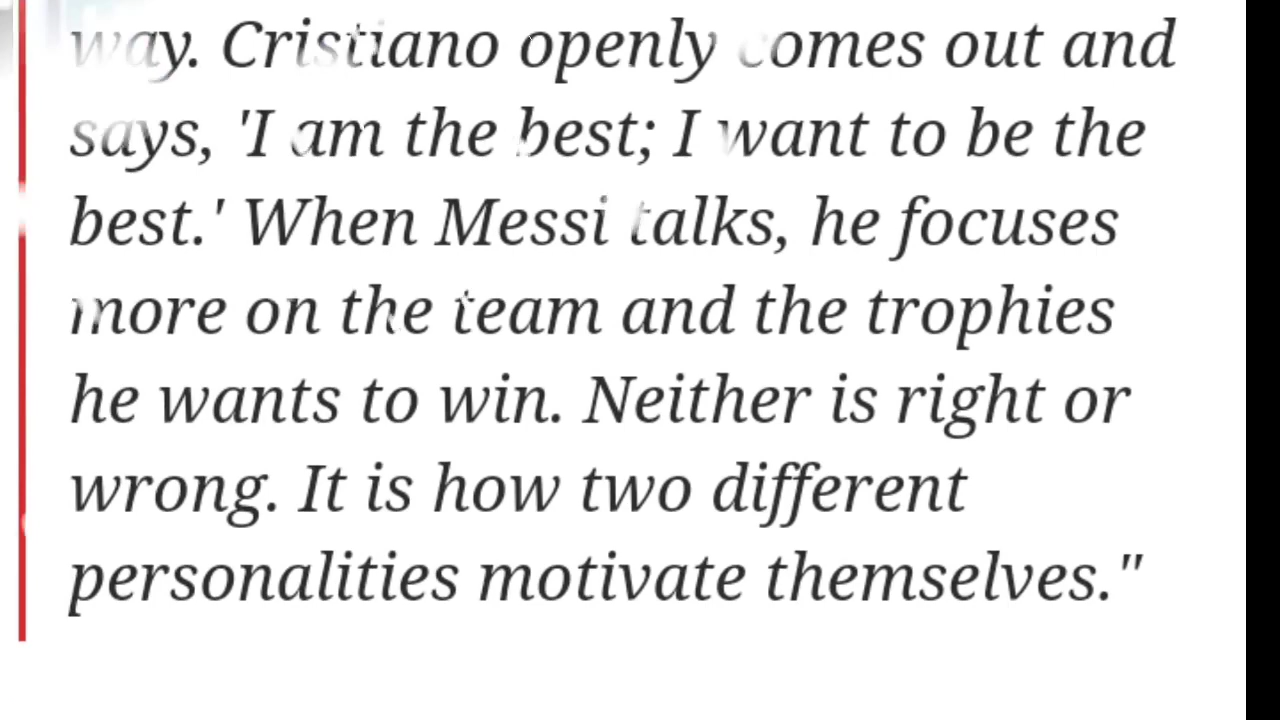 way. Cristiano openly comes out and
says, 'I am the best; I want to be the
best.' When Messi talks, he focuses
more on the team and the trophies
he wants to win. Neither is right or
wrong. It is how two different
personalities motivate themselves."